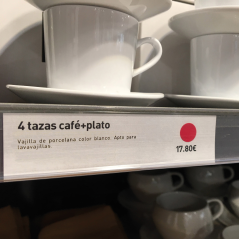 4 tazas café+plato
Vajilla de porcelana color blanco. Apto para
lavavajillas.
17.80€